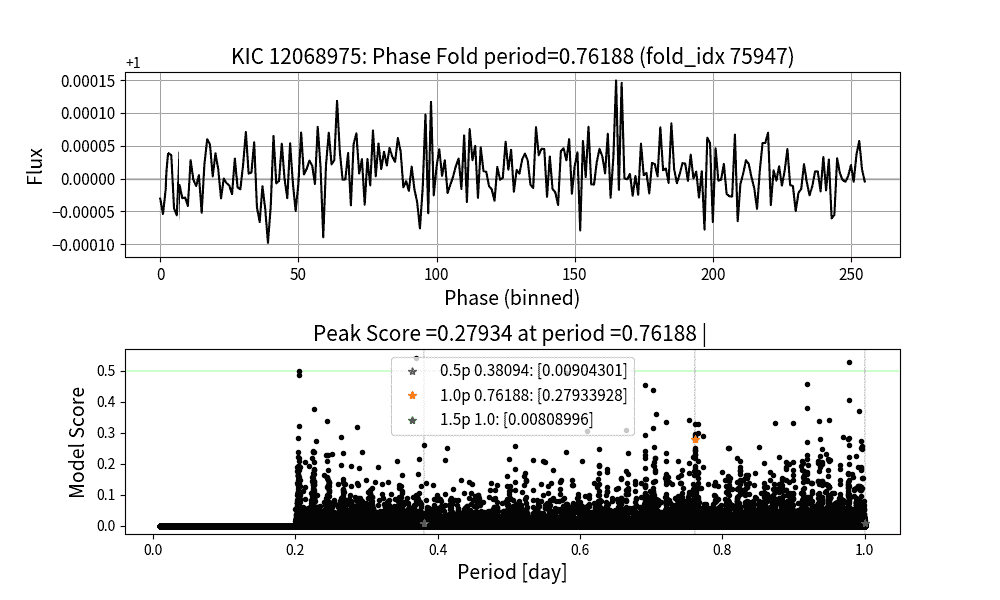 KIC 12068975: Phase Fold period=0.76188 (fold_idx 75947)
+1
0.00015
0.00010
0.00005
0.00000
−0.00005
−0.00010
Flux
0 50 100 150 200 250
Phase (binned)
Peak Score =0.27934 at period =0.76188 |
0.5
0.4
0.3
0.2
0.1
0.0
Model Score
0.5p 0.38094: [0.00904301]
1.0p 0.76188: [0.27933928]
1.5p 1.0: [0.00808996]
0.0 0.2 0.4 0.6 0.8 1.0
Period [day]